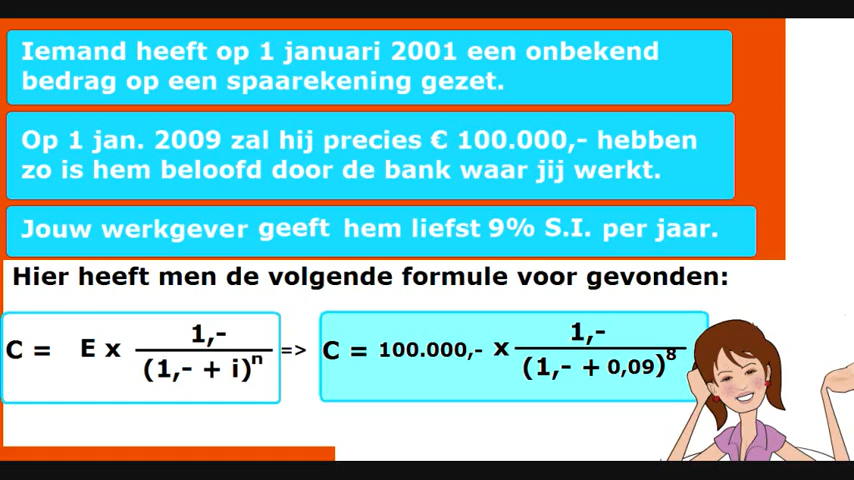 Iemand heeft op 1 januari 2001 een onbekend
bedrag op een spaarekening gezet.
Op 1 jan. 2009 zal hij precies € 100.000,- hebben
zo is hem beloofd door de bank waar jij werkt.
Jouw werkgever geeft hem liefst 9% S.I. per jaar.
Hier heeft men de volgende formule voor gevonden:
C = E x 1,- / (1,- + i)ⁿ => C = 100.000,- x 1,- / (1,- + 0,09)⁸